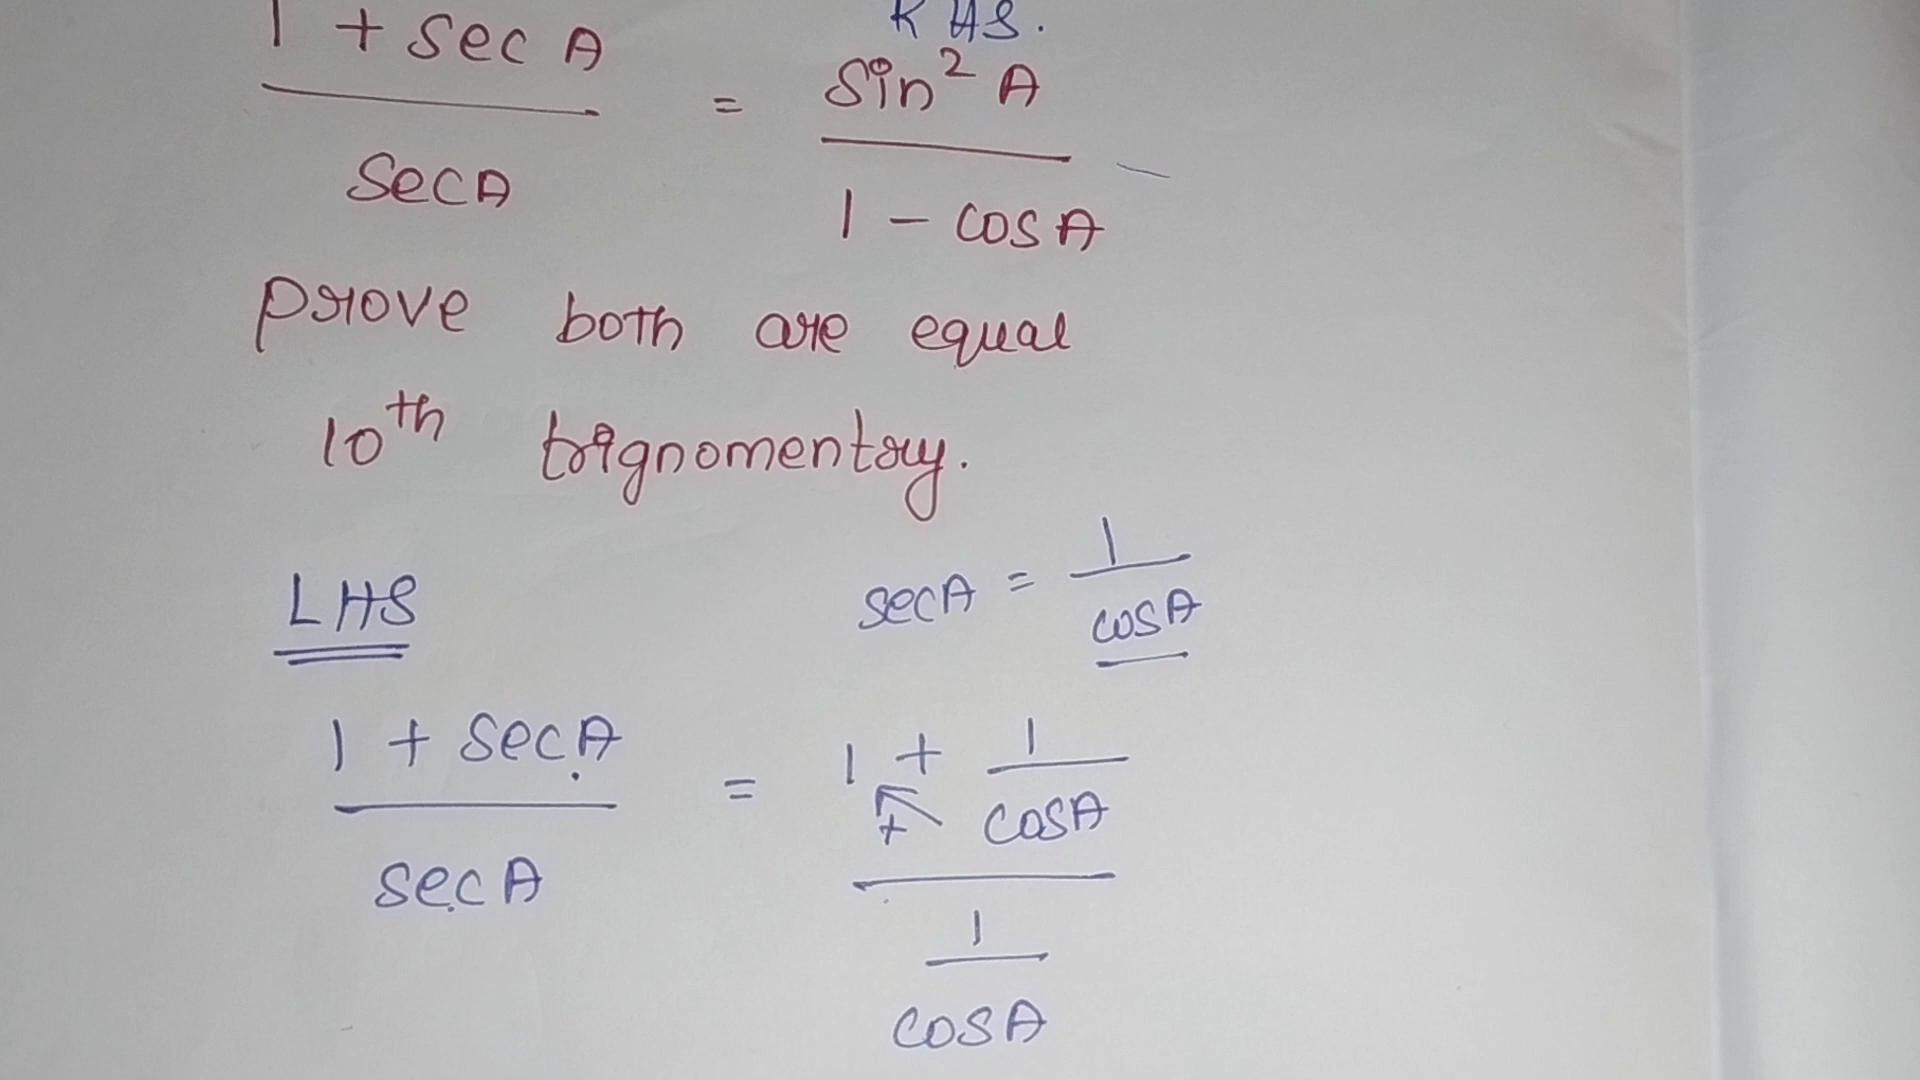 RHS.
1 + sec A / sec A = sin² A / 1 - cos A
prove both are equal
10th trignomentry.
LHS
sec A = 1 / cos A
1 + sec A / sec A = 1 + 1 / cos A / 1 / cos A